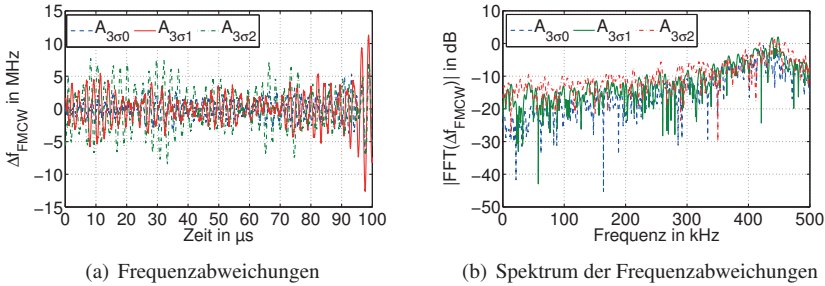 A3σ0 A3σ1 A3σ2
15
10
5
0
−5
−10
−15
0 10 20 30 40 50 60 70 80 90 100
Zeit in µs
ΔfFMCW in MHz
(a) Frequenzabweichungen
A3σ0 A3σ1 A3σ2
10
0
−10
−20
−30
−40
−50
0 100 200 300 400 500
Frequenz in kHz
|FFT(ΔfFMCW)| in dB
(b) Spektrum der Frequenzabweichungen